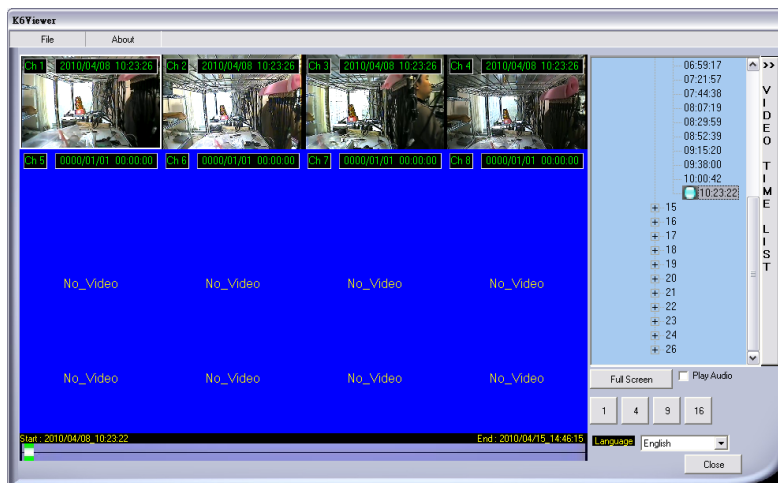 K6Viewer
File About
Ch 1 2010/04/08 10:23:26 Ch 2 2010/04/08 10:23:26 Ch 3 2010/04/08 10:23:26 Ch 4 2010/04/08 10:23:26
Ch 5 0000/01/01 00:00:00 Ch 6 0000/01/01 00:00:00 Ch 7 0000/01/01 00:00:00 Ch 8 0000/01/01 00:00:00
No_Video No_Video No_Video No_Video
No_Video No_Video No_Video No_Video
Start : 2010/04/08_10:23:22 End : 2010/04/15_14:46:15
06:59:17
07:21:57
07:44:38
08:07:19
08:29:59
08:52:39
09:15:20
09:38:00
10:00:42
10:23:22
15
16
17
18
19
20
21
22
23
24
26
>>
VIDEO TIME LIST
Full Screen Play Audio
1 4 9 16
Language English
Close